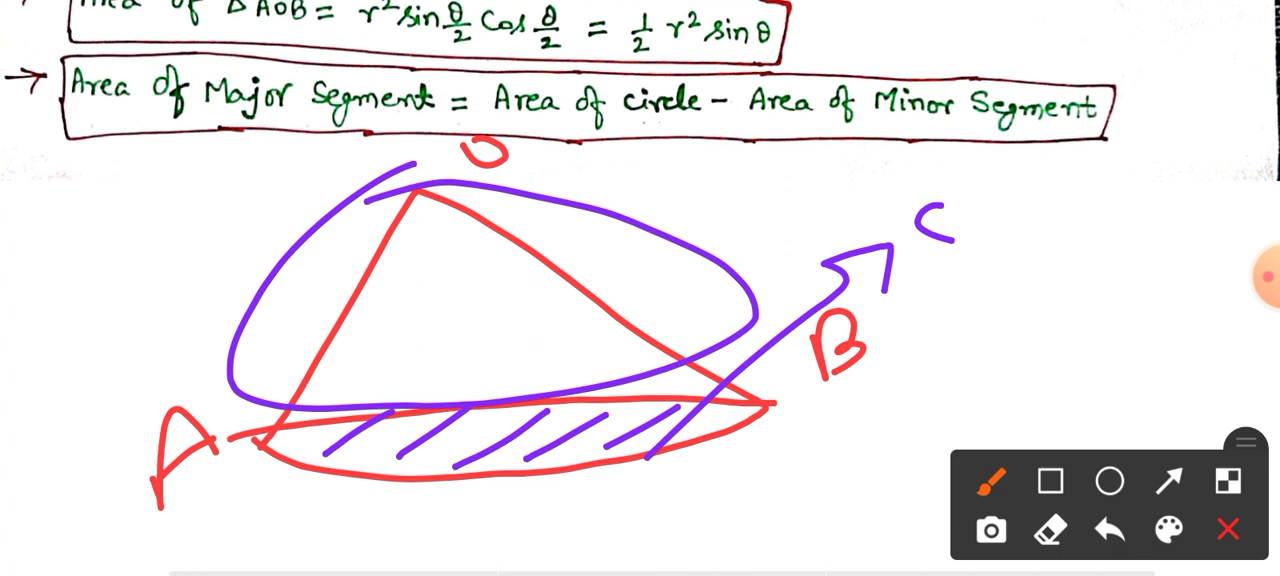 Area of ΔAOB = r² sin θ/2 Cos θ/2 = 1/2 r² sin θ
→ Area of Major Segment = Area of circle - Area of Minor Segment
O
C
B
A